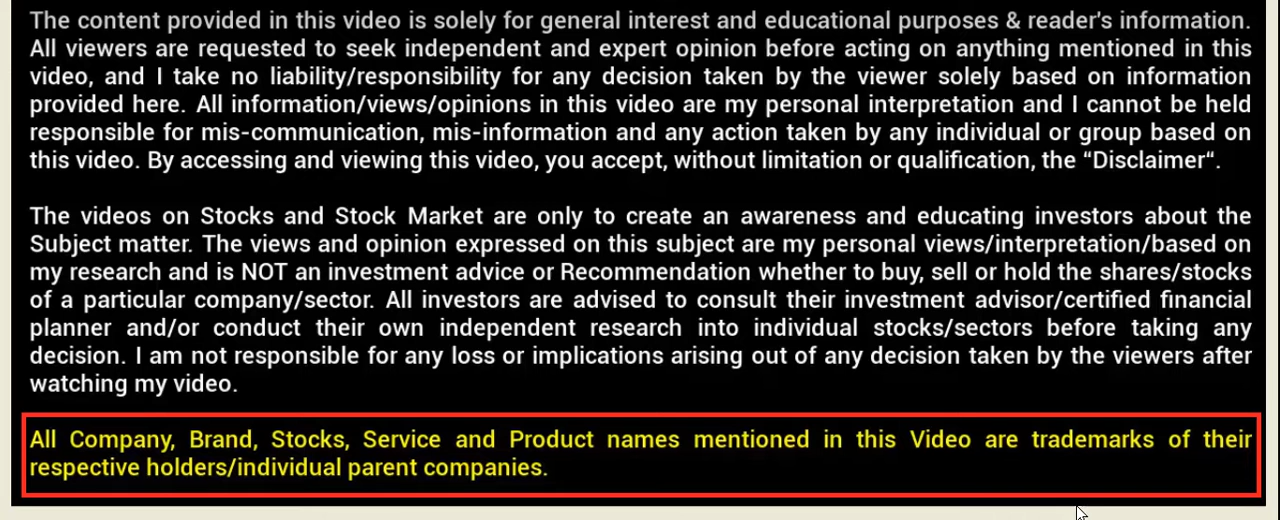 The content provided in this video is solely for general interest and educational purposes & reader's information.
All viewers are requested to seek independent and expert opinion before acting on anything mentioned in this
video, and I take no liability/responsibility for any decision taken by the viewer solely based on information
provided here. All information/views/opinions in this video are my personal interpretation and I cannot be held
responsible for mis-communication, mis-information and any action taken by any individual or group based on
this video. By accessing and viewing this video, you accept, without limitation or qualification, the “Disclaimer“.
The videos on Stocks and Stock Market are only to create an awareness and educating investors about the
Subject matter. The views and opinion expressed on this subject are my personal views/interpretation/based on
my research and is NOT an investment advice or Recommendation whether to buy, sell or hold the shares/stocks
of a particular company/sector. All investors are advised to consult their investment advisor/certified financial
planner and/or conduct their own independent research into individual stocks/sectors before taking any
decision. I am not responsible for any loss or implications arising out of any decision taken by the viewers after
watching my video.
All Company, Brand, Stocks, Service and Product names mentioned in this Video are trademarks of their
respective holders/individual parent companies.